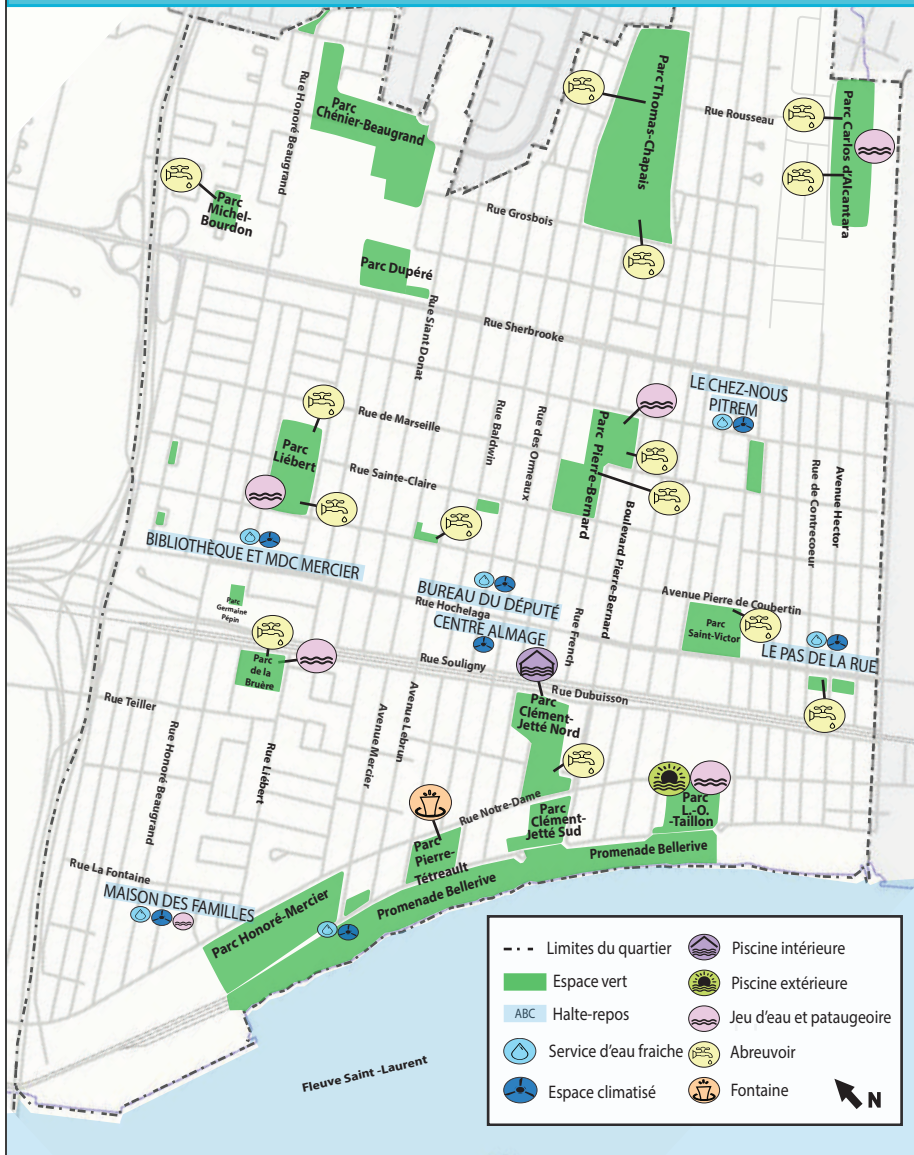 Rue Honoré Beaugrand
Parc
Chénier-Beaugrand
Parc Thomas-Chapais
Rue Rousseau
Parc Carlos d'Alcantara
Parc
Michel-
Bourdon
Rue Grosbois
Parc Dupéré
Rue Siant Donat
Rue Sherbrooke
LE CHEZ-NOUS
PITREM
Rue de Marseille
Parc
Liébert
Rue Baldwin
Rue des Ormeaux
Parc Pierre-Bernard
Rue Sainte-Claire
Boulevard Pierre-Bernard
Avenue Hector
Rue de Contrecoeur
BIBLIOTHÈQUE ET MDC MERCIER
BUREAU DU DÉPUTÉ
Rue Hochelaga
CENTRE ALMAGE
Rue French
Avenue Pierre de Coubertin
Parc
Saint-Victor
LE PAS DE LA RUE
Parc
Germaine
Pépin
Parc
de la
Bruère
Rue Souligny
Rue Dubuisson
Rue Teiller
Rue Honoré Beaugrand
Rue Liébert
Avenue Mercier
Avenue Lebrun
Parc
Clément-
Jetté Nord
Rue Notre-Dame
Parc
Clément-
Jetté Sud
Parc
L.-O.
-Taillon
Parc
Pierre-
Tétreault
Promenade Bellerive
Promenade Bellerive
Rue La Fontaine
MAISON DES FAMILLES
Parc Honoré-Mercier
Fleuve Saint -Laurent
Limites du quartier
Espace vert
ABC Halte-repos
Service d'eau fraiche
Espace climatisé
Piscine intérieure
Piscine extérieure
Jeu d'eau et pataugeoire
Abreuvoir
Fontaine
N